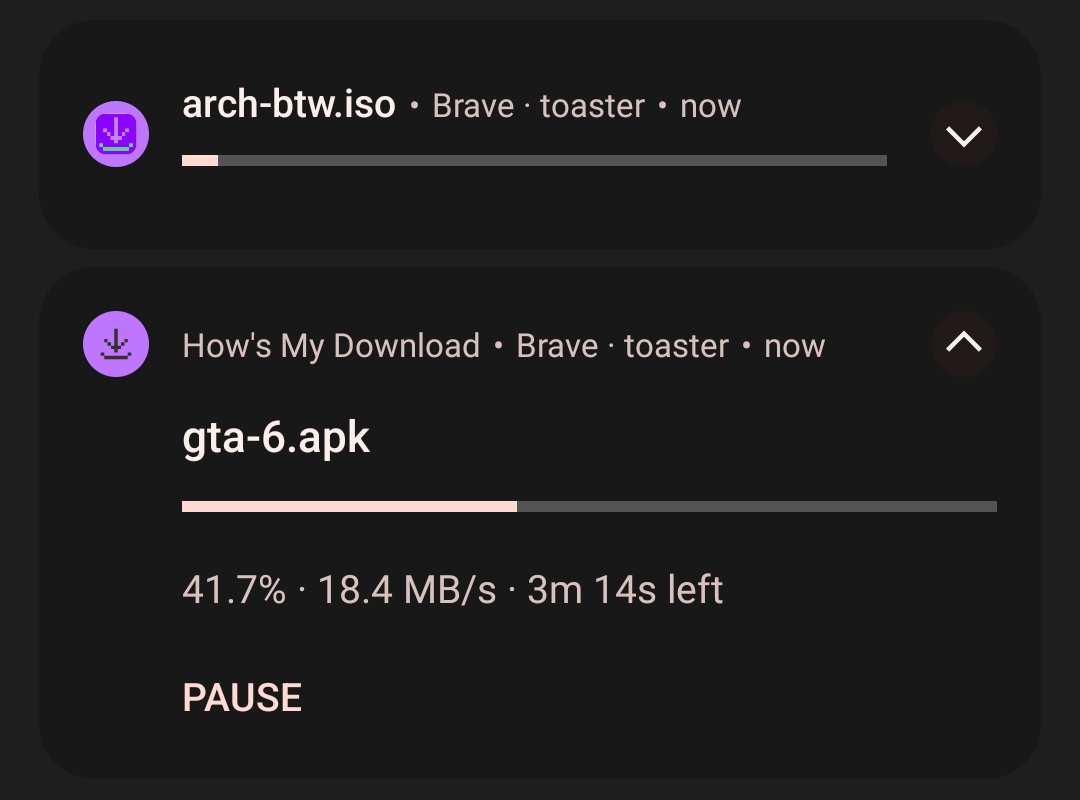 arch-btw.iso • Brave · toaster • now
How's My Download • Brave · toaster • now
gta-6.apk
41.7% · 18.4 MB/s · 3m 14s left
PAUSE